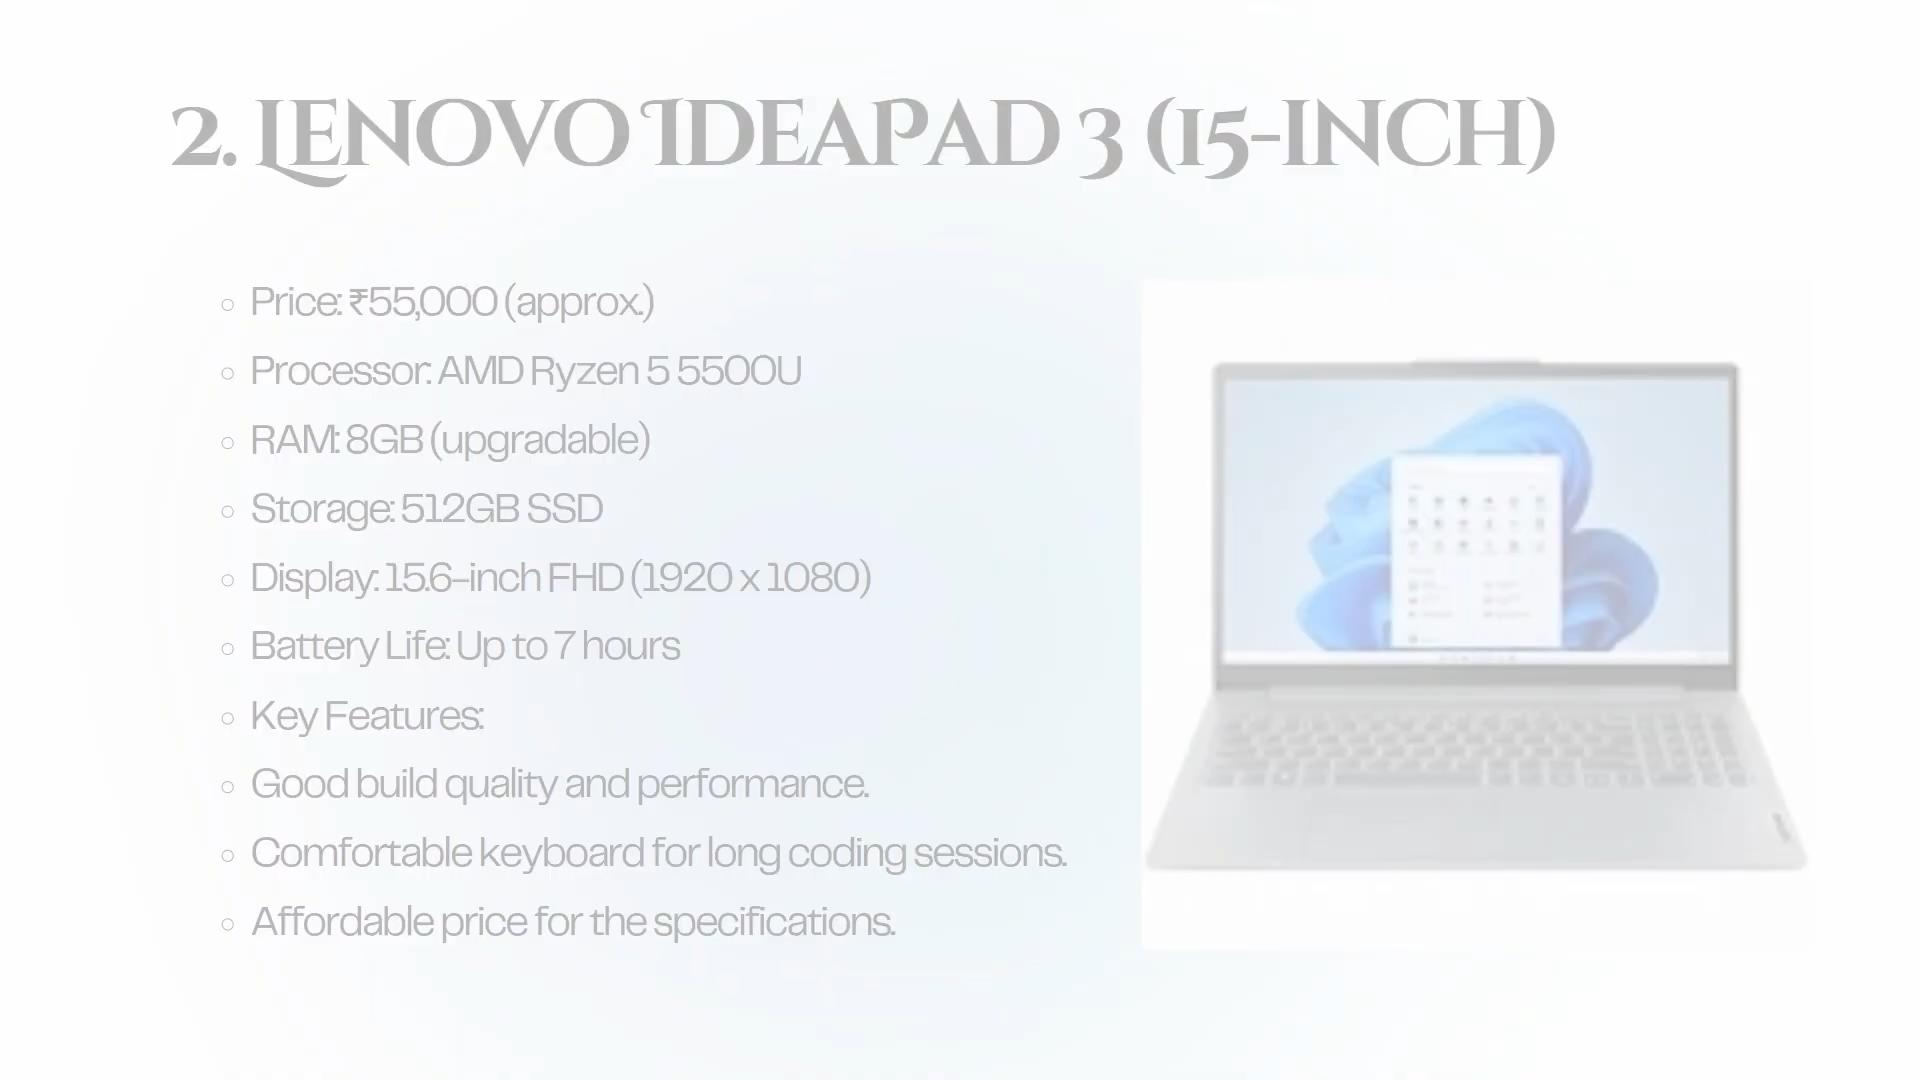 2. LENOVO IDEAPAD 3 (15-INCH)
Price: ₹55,000 (approx.)
Processor: AMD Ryzen 5 5500U
RAM: 8GB (upgradable)
Storage: 512GB SSD
Display: 15.6-inch FHD (1920 x 1080)
Battery Life: Up to 7 hours
Key Features:
Good build quality and performance.
Comfortable keyboard for long coding sessions.
Affordable price for the specifications.